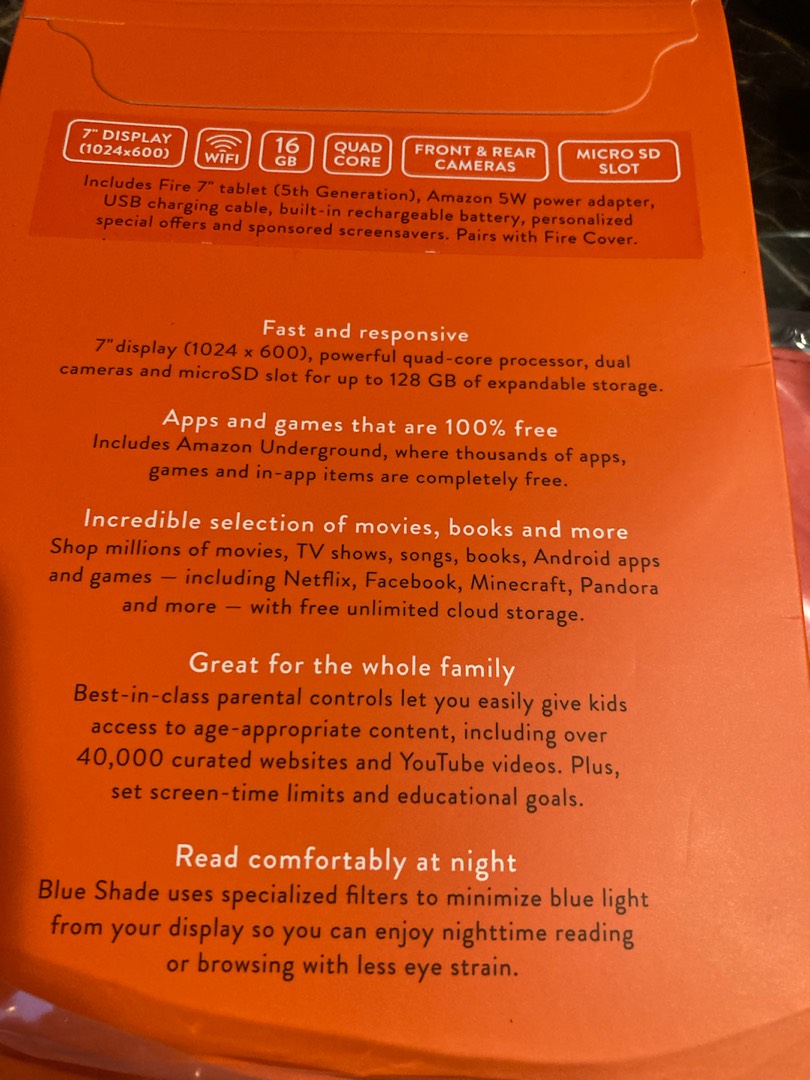 7" DISPLAY
(1024x600)
WIFI
16
GB
QUAD
CORE
FRONT & REAR
CAMERAS
MICRO SD
SLOT
Includes Fire 7" tablet (5th Generation), Amazon 5W power adapter,
USB charging cable, built-in rechargeable battery, personalized
special offers and sponsored screensavers. Pairs with Fire Cover.
Fast and responsive
7" display (1024 x 600), powerful quad-core processor, dual
cameras and microSD slot for up to 128 GB of expandable storage.
Apps and games that are 100% free
Includes Amazon Underground, where thousands of apps,
games and in-app items are completely free.
Incredible selection of movies, books and more
Shop millions of movies, TV shows, songs, books, Android apps
and games — including Netflix, Facebook, Minecraft, Pandora
and more — with free unlimited cloud storage.
Great for the whole family
Best-in-class parental controls let you easily give kids
access to age-appropriate content, including over
40,000 curated websites and YouTube videos. Plus,
set screen-time limits and educational goals.
Read comfortably at night
Blue Shade uses specialized filters to minimize blue light
from your display so you can enjoy nighttime reading
or browsing with less eye strain.